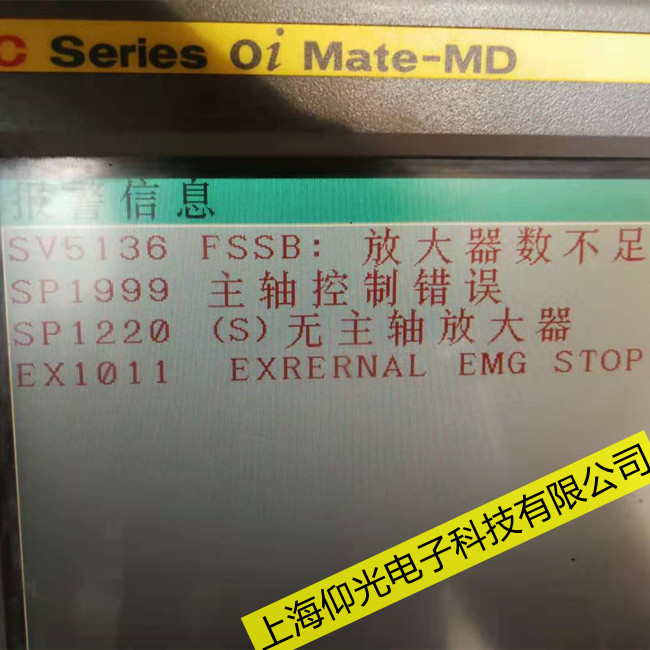 C Series 0i Mate-MD
报警信息
SV5136 FSSB: 放大器数不足
SP1999 主轴控制错误
SP1220 (S)无主轴放大器
EX1011 EXRERNAL EMG STOP
上海仰光电子科技有限公司